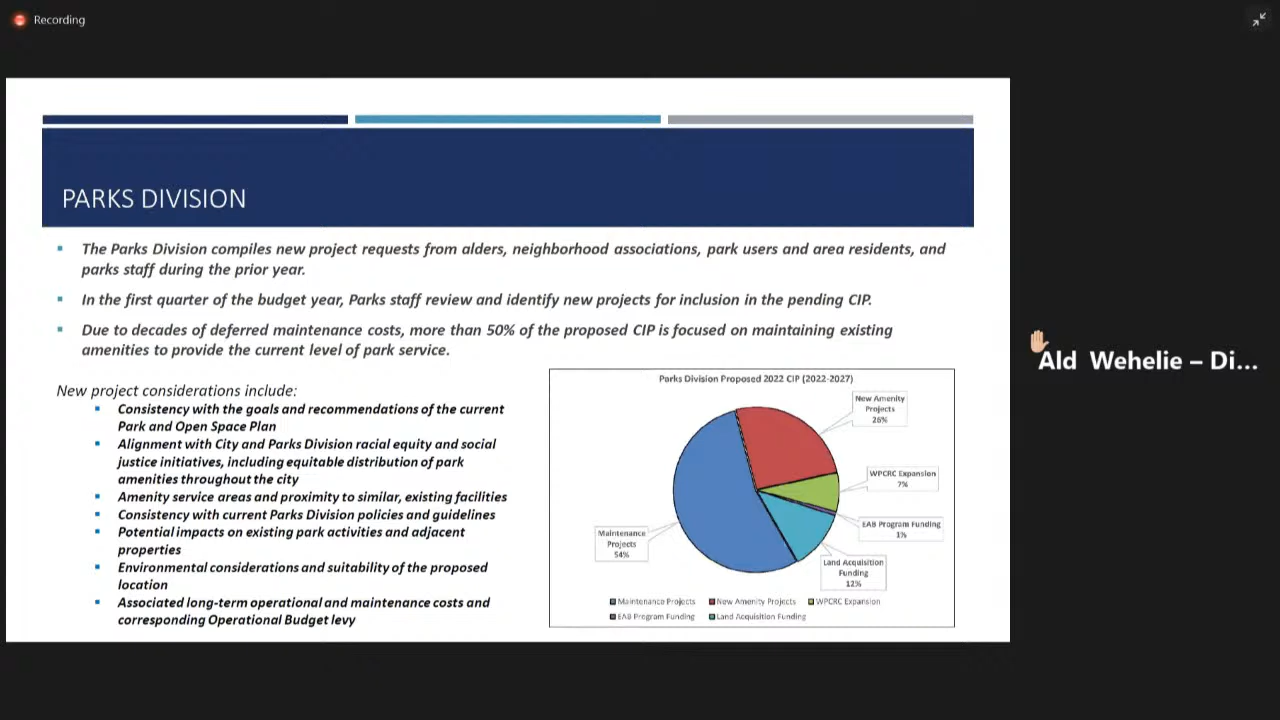 Recording
PARKS DIVISION
The Parks Division compiles new project requests from alders, neighborhood associations, park users and area residents, and
parks staff during the prior year.
In the first quarter of the budget year, Parks staff review and identify new projects for inclusion in the pending CIP.
Due to decades of deferred maintenance costs, more than 50% of the proposed CIP is focused on maintaining existing
amenities to provide the current level of park service.
New project considerations include:
Consistency with the goals and recommendations of the current
Park and Open Space Plan
Alignment with City and Parks Division racial equity and social
justice initiatives, including equitable distribution of park
amenities throughout the city
Amenity service areas and proximity to similar, existing facilities
Consistency with current Parks Division policies and guidelines
Potential impacts on existing park activities and adjacent
properties
Environmental considerations and suitability of the proposed
location
Associated long-term operational and maintenance costs and
corresponding Operational Budget levy
Parks Division Proposed 2022 CIP (2022-2027)
New Amenity
Projects
26%
WPCRC Expansion
7%
EAB Program Funding
1%
Land Acquisition
Funding
12%
Maintenance
Projects
54%
Maintenance Projects
New Amenity Projects
WPCRC Expansion
EAB Program Funding
Land Acquisition Funding
Ald Wehelie – Di...